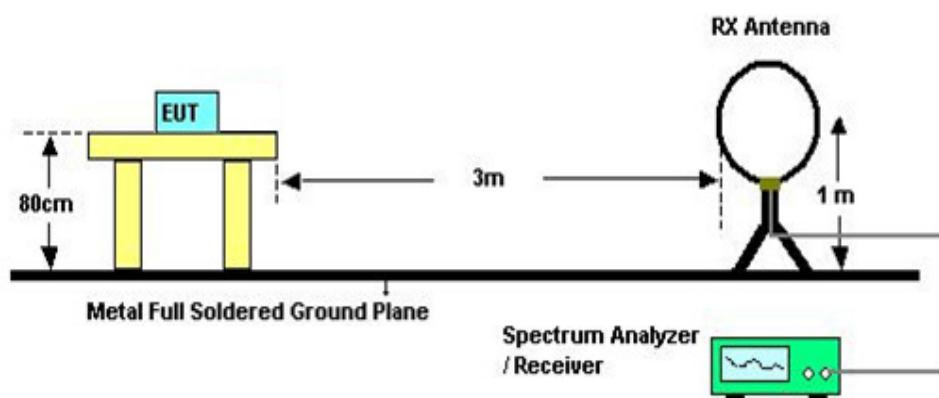 RX Antenna
EUT
80cm
3m
1 m
Metal Full Soldered Ground Plane
Spectrum Analyzer
/ Receiver